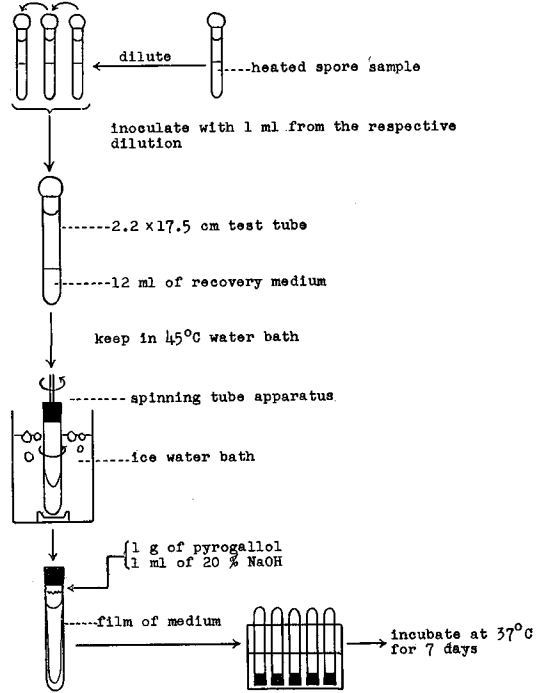 dilute
heated spore sample
inoculate with 1 ml from the respective
dilution
2.2 x 17.5 cm test tube
12 ml of recovery medium
keep in 45°C water bath
spinning tube apparatus
ice water bath
1 g of pyrogallol
1 ml of 20 % NaOH
film of medium
incubate at 37°C
for 7 days